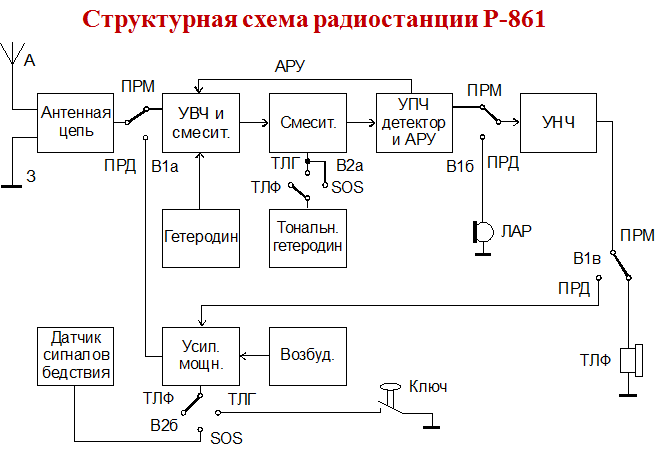 Структурная схема радиостанции Р-861
А
АРУ
ПРМ
ПРМ
Антенная
цепь
УВЧ и
смесит.
Смесит.
УПЧ
детектор
и АРУ
УНЧ
З
ПРД
В1а
ТЛГ
В2а
В1б
ПРД
ТЛФ
SOS
Гетеродин
Тональн.
гетеродин
ЛАР
ПРМ
В1в
ПРД
Датчик
сигналов
бедствия
Усил.
мощн.
Возбуд.
ТЛФ
ТЛФ
ТЛГ
Ключ
В2б
SOS